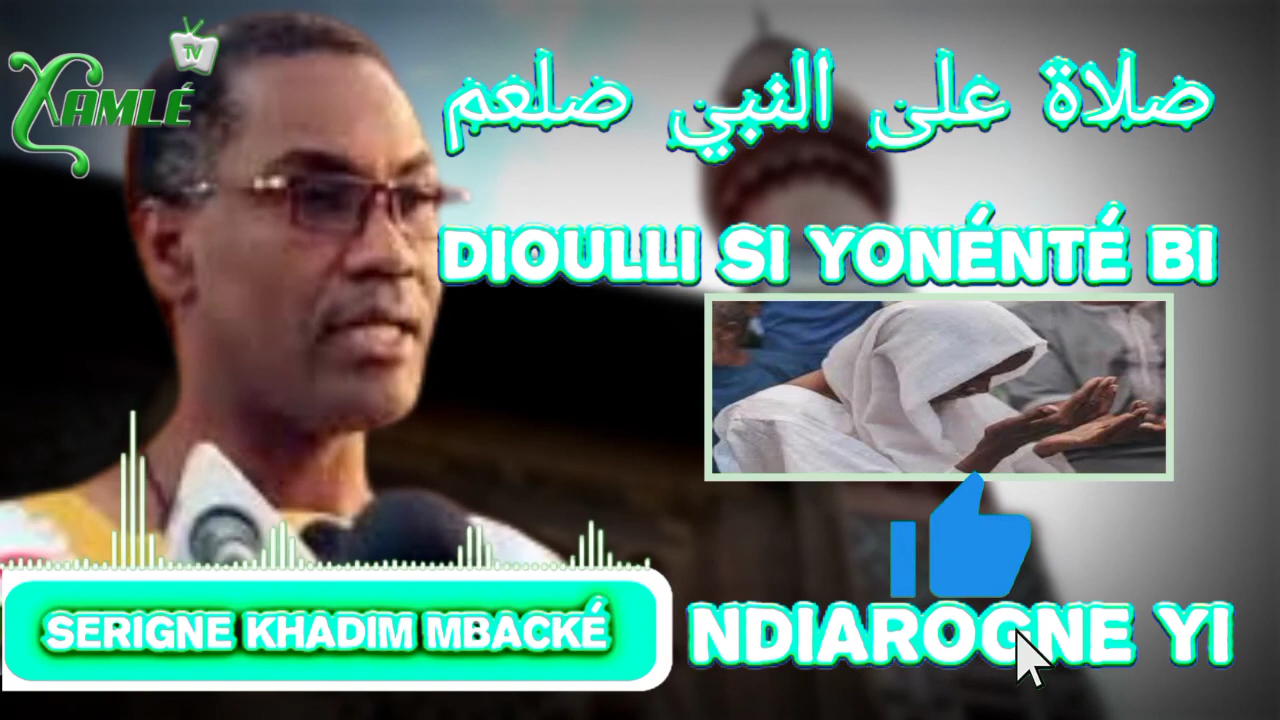 XAMLÉ
TV
صلاة على النبي صلعم
DIOULLI SI YONÉNTÉ BI
SERIGNE KHADIM MBACKÉ
NDIAROGNE YI